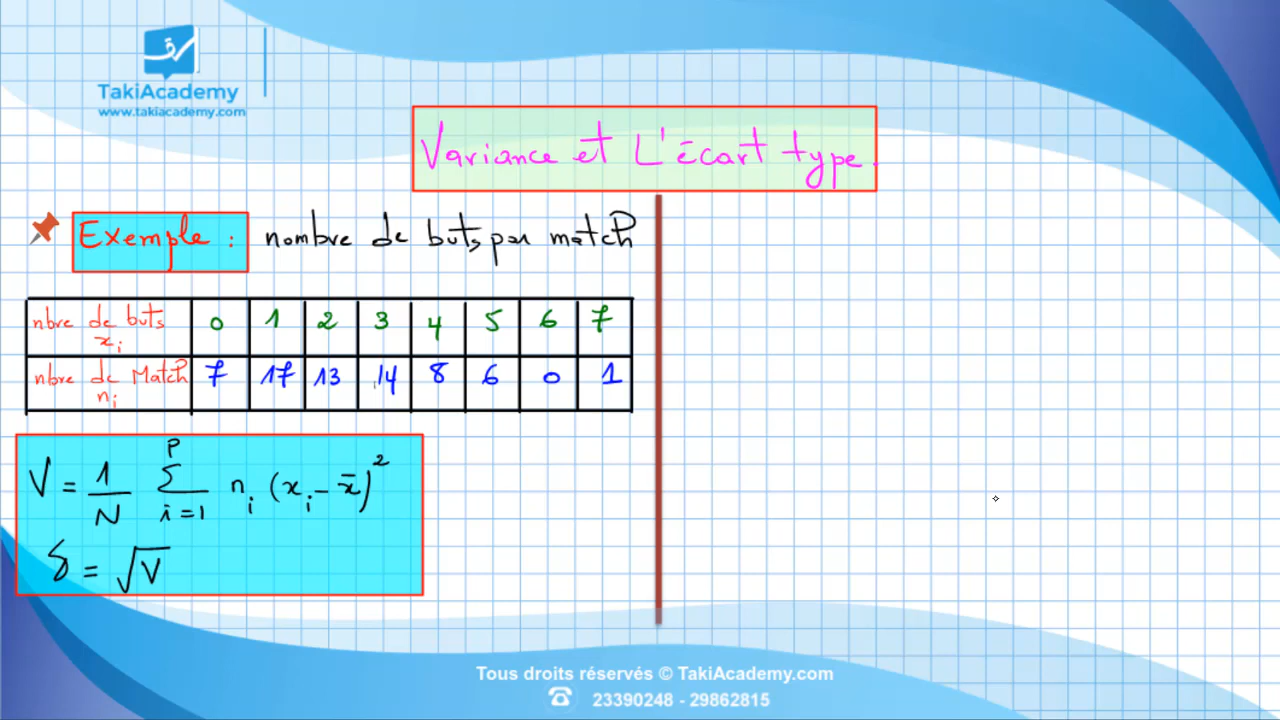 TakiAcademy
www.takiacademy.com
Variance et L'écart type.
Exemple : nombre de buts par match
nbre de buts xᵢ 0 1 2 3 4 5 6 7
nbre de Match nᵢ 7 17 13 14 8 6 0 1
V = 1/N Σ_{i=1}^{p} nᵢ (xᵢ - x̄)²
δ = √V
Tous droits réservés © TakiAcademy.com
23390248 - 29862815